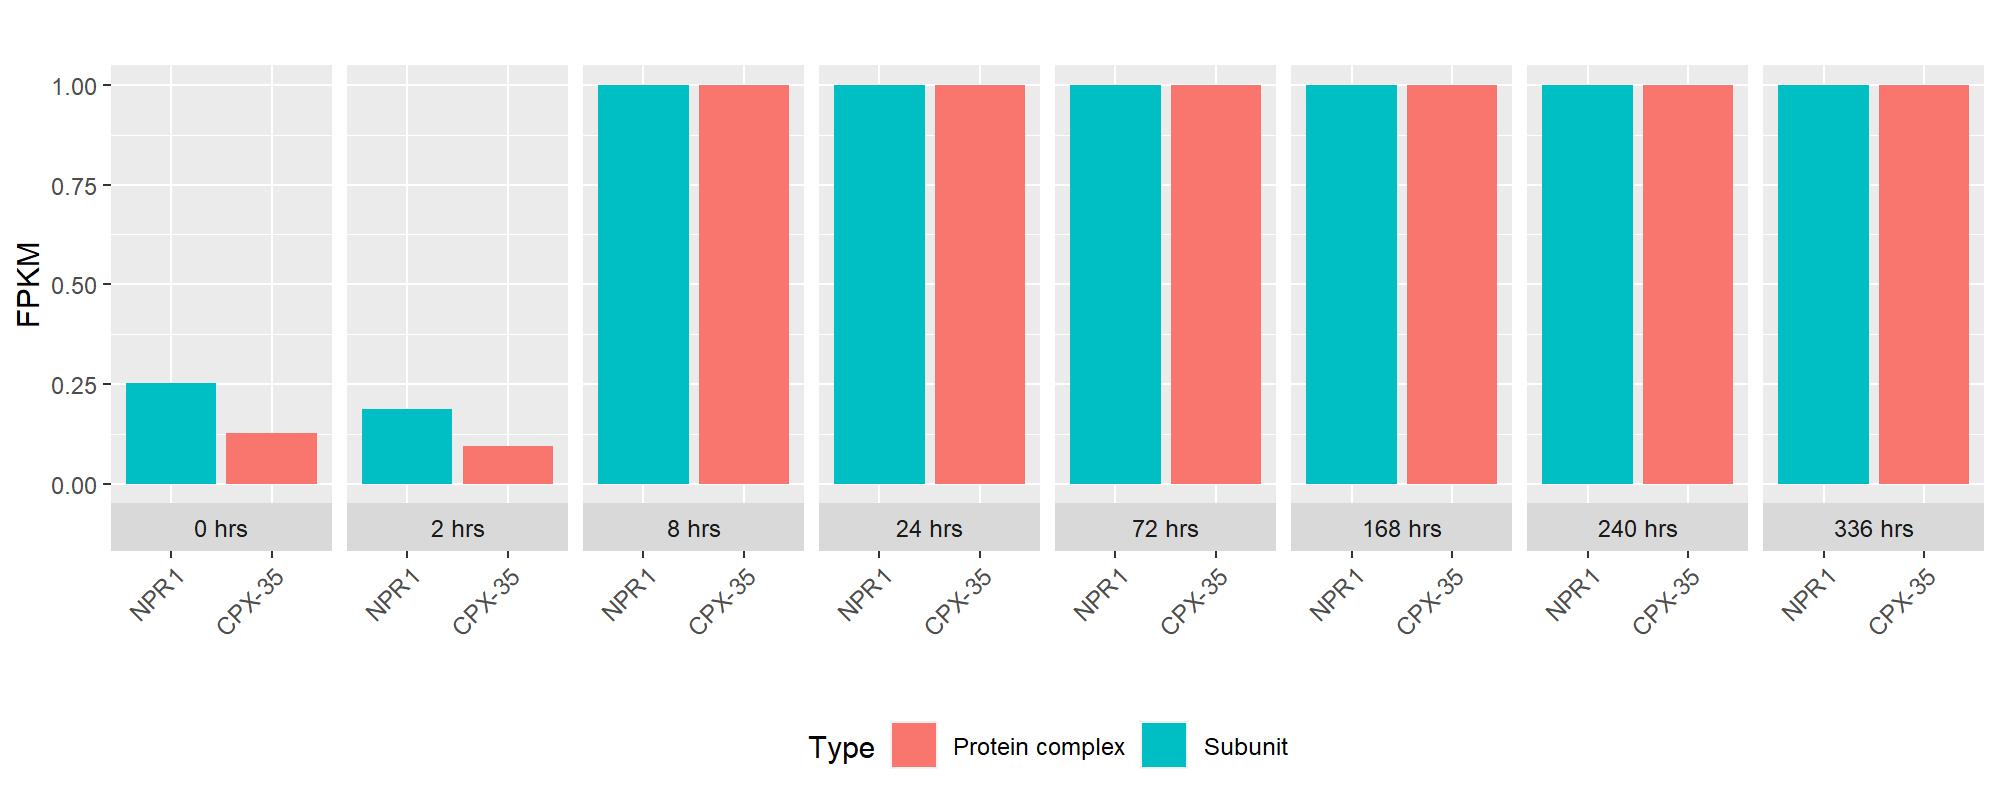 FPKM
1.00
0.75
0.50
0.25
0.00
0 hrs 2 hrs 8 hrs 24 hrs 72 hrs 168 hrs 240 hrs 336 hrs
NPR1 CPX-35 NPR1 CPX-35 NPR1 CPX-35 NPR1 CPX-35 NPR1 CPX-35 NPR1 CPX-35 NPR1 CPX-35 NPR1 CPX-35
Type Protein complex Subunit